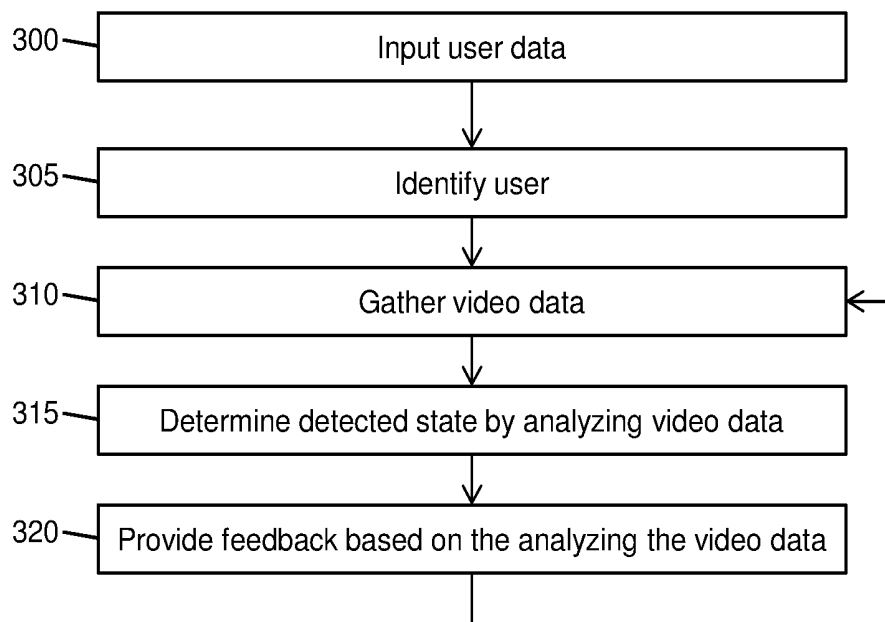 300
Input user data
305
Identify user
310
Gather video data
315
Determine detected state by analyzing video data
320
Provide feedback based on the analyzing the video data